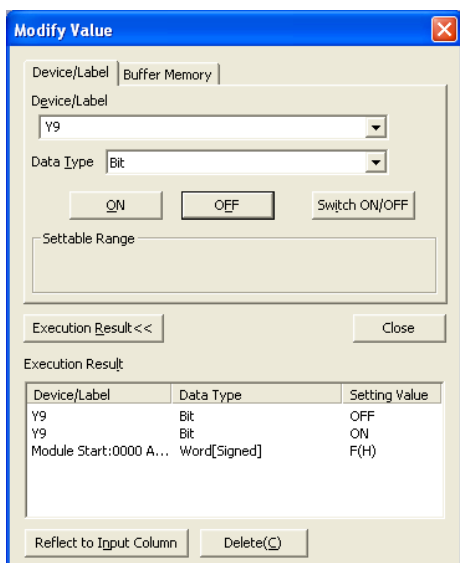 Modify Value
Device/Label Buffer Memory
Device/Label
Y9
Data Type Bit
ON OFF Switch ON/OFF
Settable Range
Execution Result<< Close
Execution Result
Device/Label Data Type Setting Value
Y9 Bit OFF
Y9 Bit ON
Module Start:0000 A... Word[Signed] F(H)
Reflect to Input Column Delete(C)